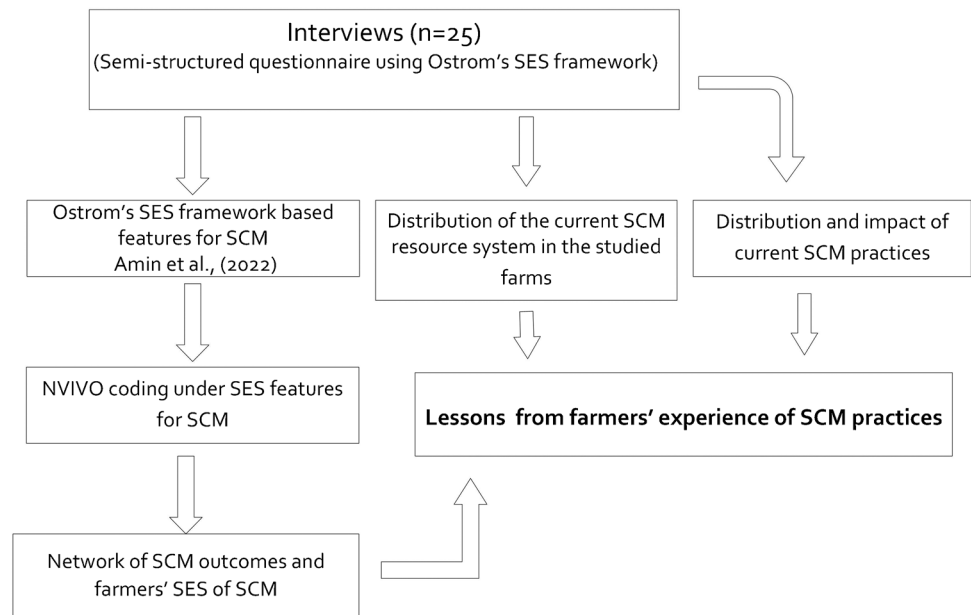 Interviews (n=25)
(Semi-structured questionnaire using Ostrom's SES framework)
Ostrom's SES framework based
features for SCM
Amin et al., (2022)
Distribution of the current SCM
resource system in the studied
farms
Distribution and impact of
current SCM practices
NVIVO coding under SES features
for SCM
Lessons from farmers' experience of SCM practices
Network of SCM outcomes and
farmers' SES of SCM